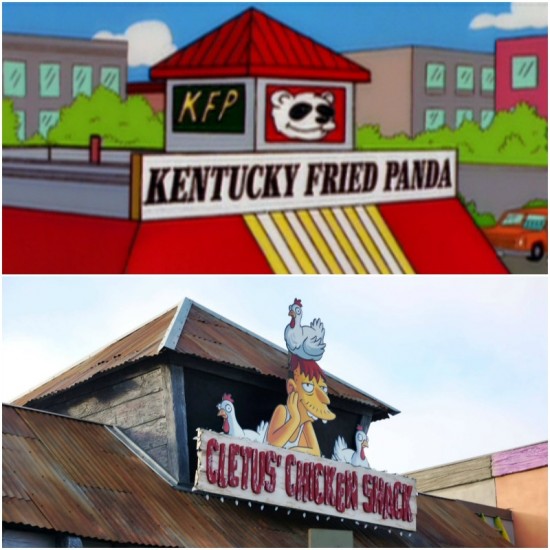 KFP
KENTUCKY FRIED PANDA
CLETUS' CHICKEN SHACK